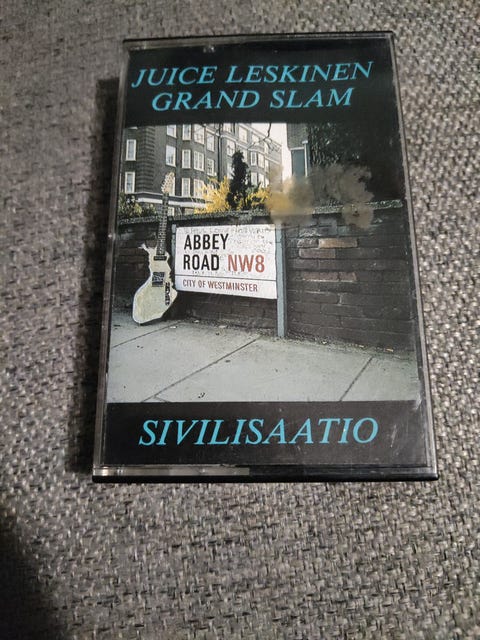 JUICE LESKINEN
GRAND SLAM
ABBEY
ROAD NW8
CITY OF WESTMINSTER
SIVILISAATIO